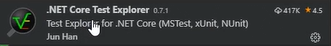 .NET Core Test Explorer 0.7.1 417K ★ 4.5
Test Explorer for .NET Core (MSTest, xUnit, NUnit)
Jun Han